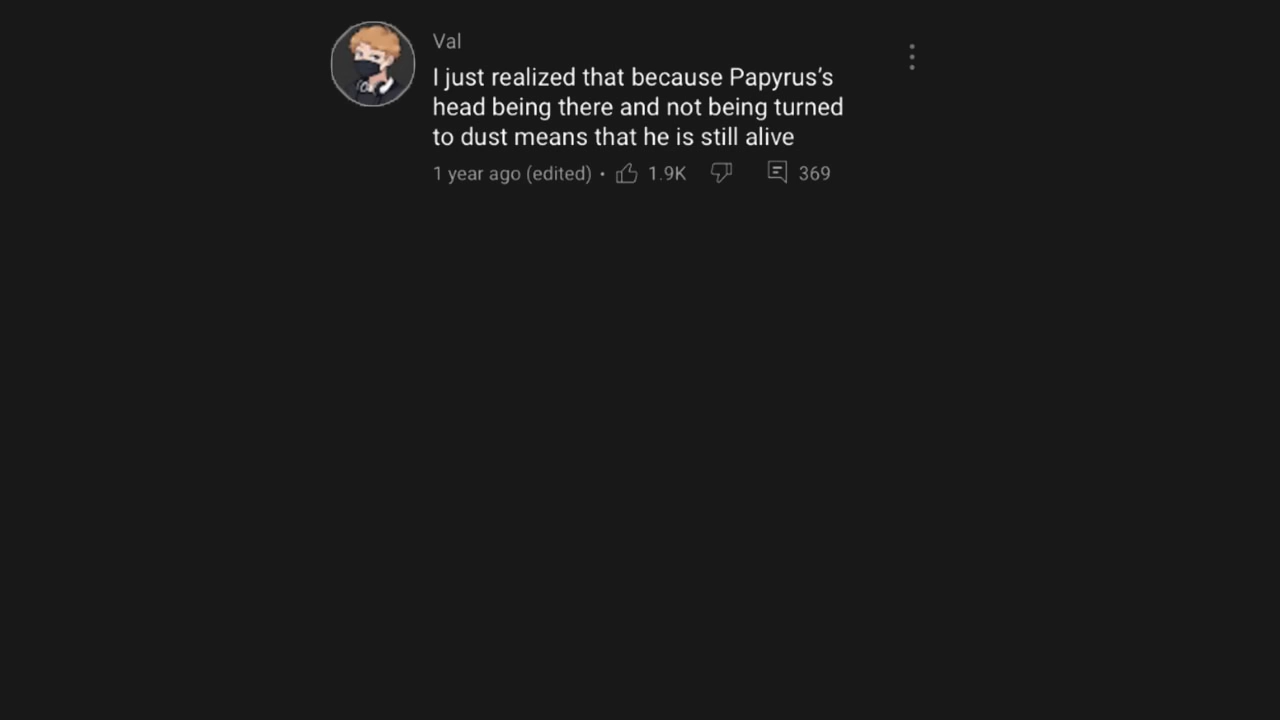 Val
I just realized that because Papyrus’s
head being there and not being turned
to dust means that he is still alive
1 year ago (edited) • 1.9K 369